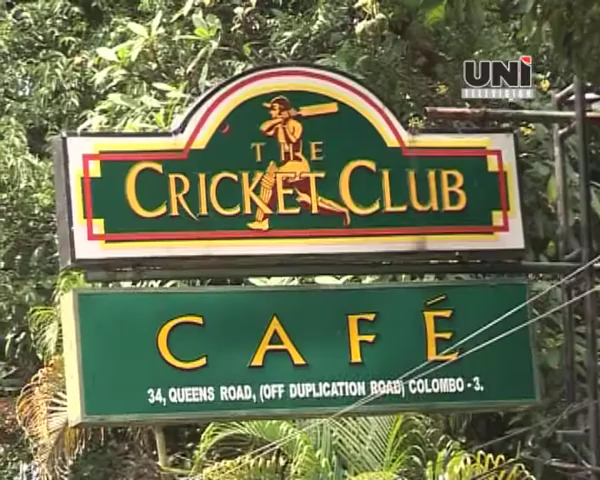 UNi
TELEVISION
THE
CRICKET CLUB
CAFÉ
34, QUEENS ROAD, (OFF DUPLICATION ROAD) COLOMBO - 3.